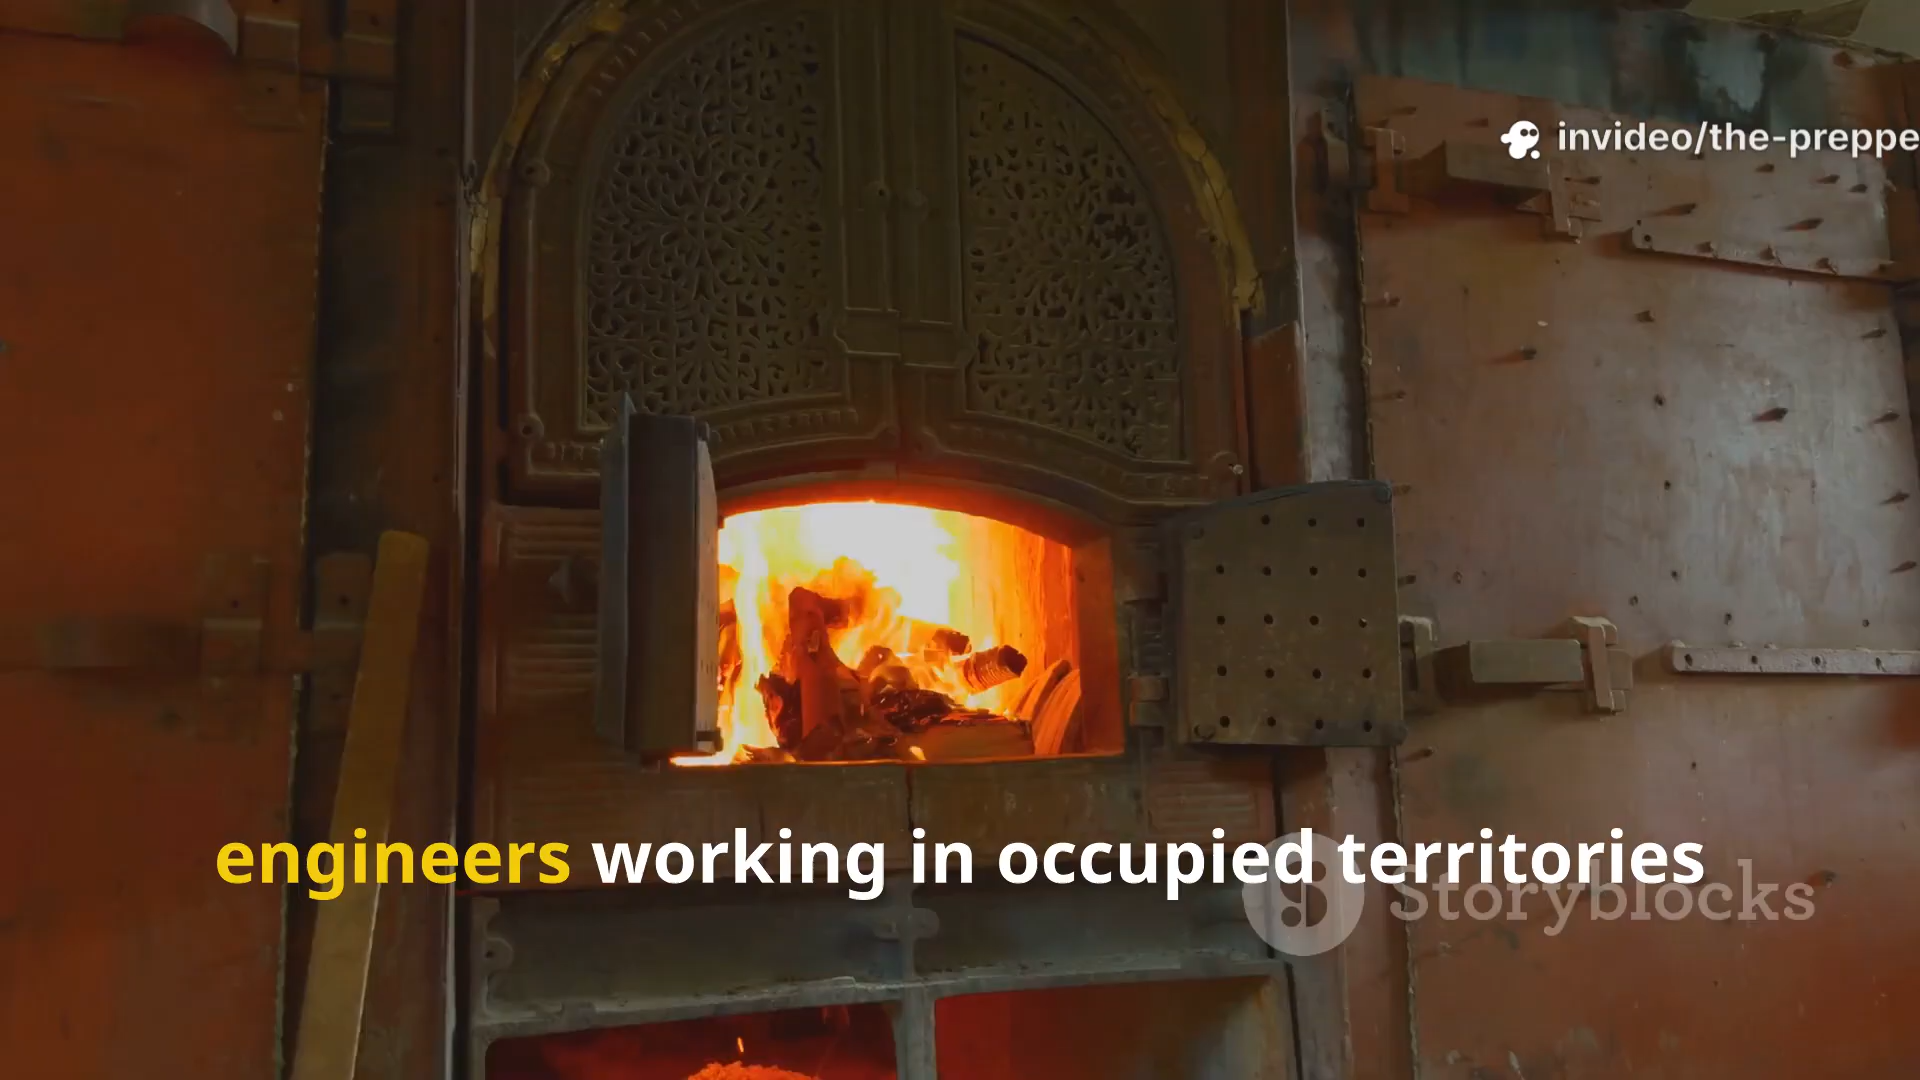 invideo/the-preppe
engineers working in occupied territories
Storyblocks